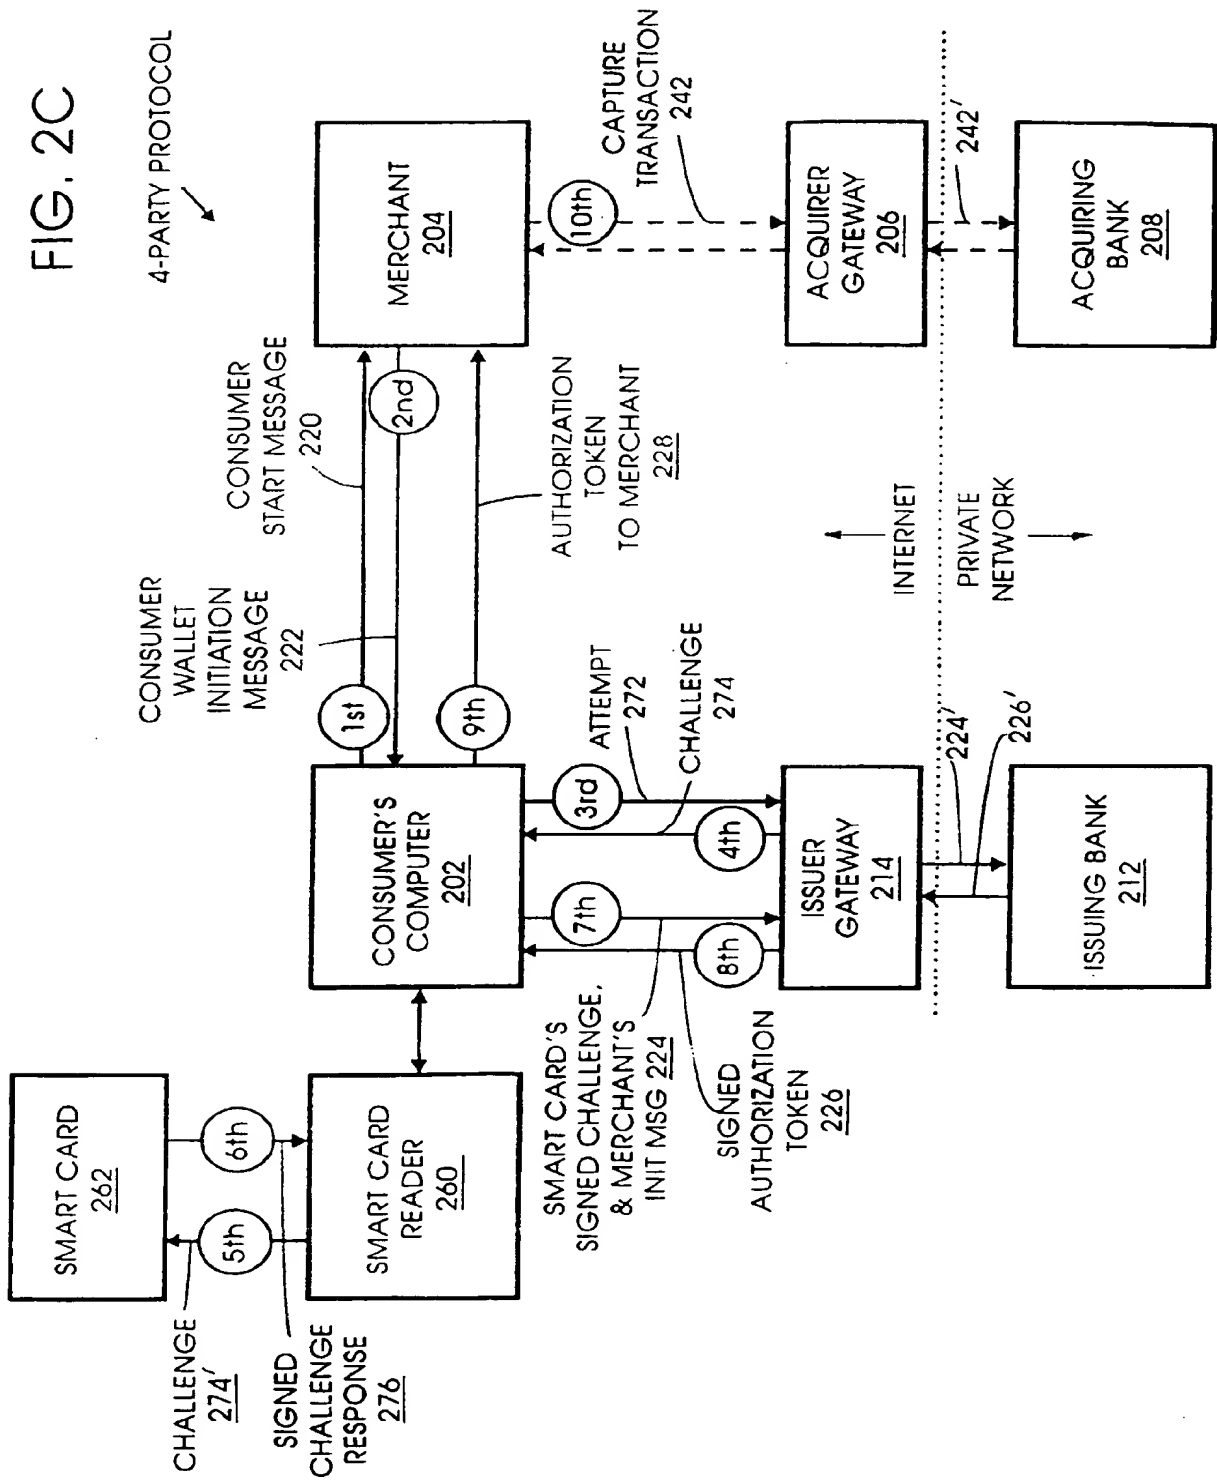 FIG. 2C
4-PARTY PROTOCOL
SMART CARD
262
CHALLENGE
274'
5th
6th
SIGNED
CHALLENGE
RESPONSE
276
SMART CARD
READER
260
CONSUMER'S
COMPUTER
202
CONSUMER
WALLET
INITIATION
MESSAGE
222
CONSUMER
START MESSAGE
220
1st
2nd
9th
AUTHORIZATION
TOKEN
TO MERCHANT
228
MERCHANT
204
3rd
ATTEMPT
272
4th
CHALLENGE
274
7th
SMART CARD'S
SIGNED CHALLENGE,
& MERCHANT'S
INIT MSG 224
8th
SIGNED
AUTHORIZATION
TOKEN
226
10th
CAPTURE
TRANSACTION
242
ISSUER
GATEWAY
214
ACQUIRER
GATEWAY
206
INTERNET
PRIVATE
NETWORK
224'
226'
242'
ISSUING BANK
212
ACQUIRING
BANK
208